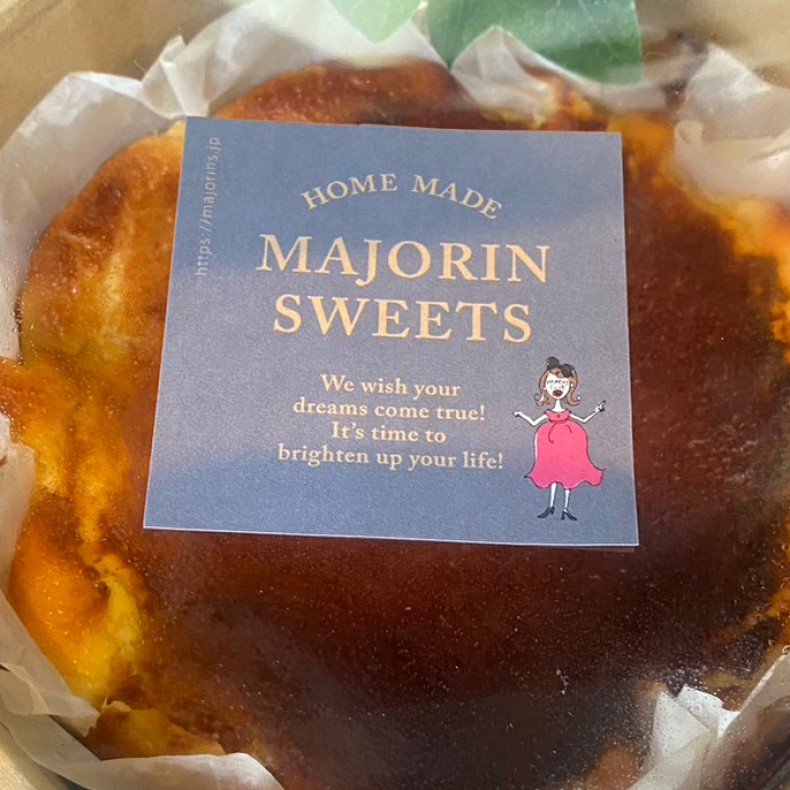 https://majorins.jp
HOME MADE
MAJORIN
SWEETS
We wish your
dreams come true!
It's time to
brighten up your life!